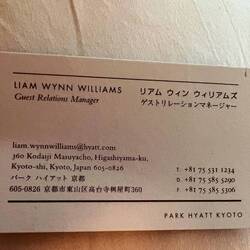 LIAM WYNN WILLIAMS
Guest Relations Manager
リアム ウィン ウィリアムズ
ゲストリレーションマネージャー
liam.wynnwilliams@hyatt.com
360 Kodaiji Masuyacho, Higashiyama-ku,
Kyoto-shi, Kyoto, Japan 605-0826
パーク ハイアット 京都
605-0826 京都市東山区高台寺桝屋町360
T +81 75 531 1234
D +81 75 585 5290
F +81 75 585 5306
PARK HYATT KYOTO